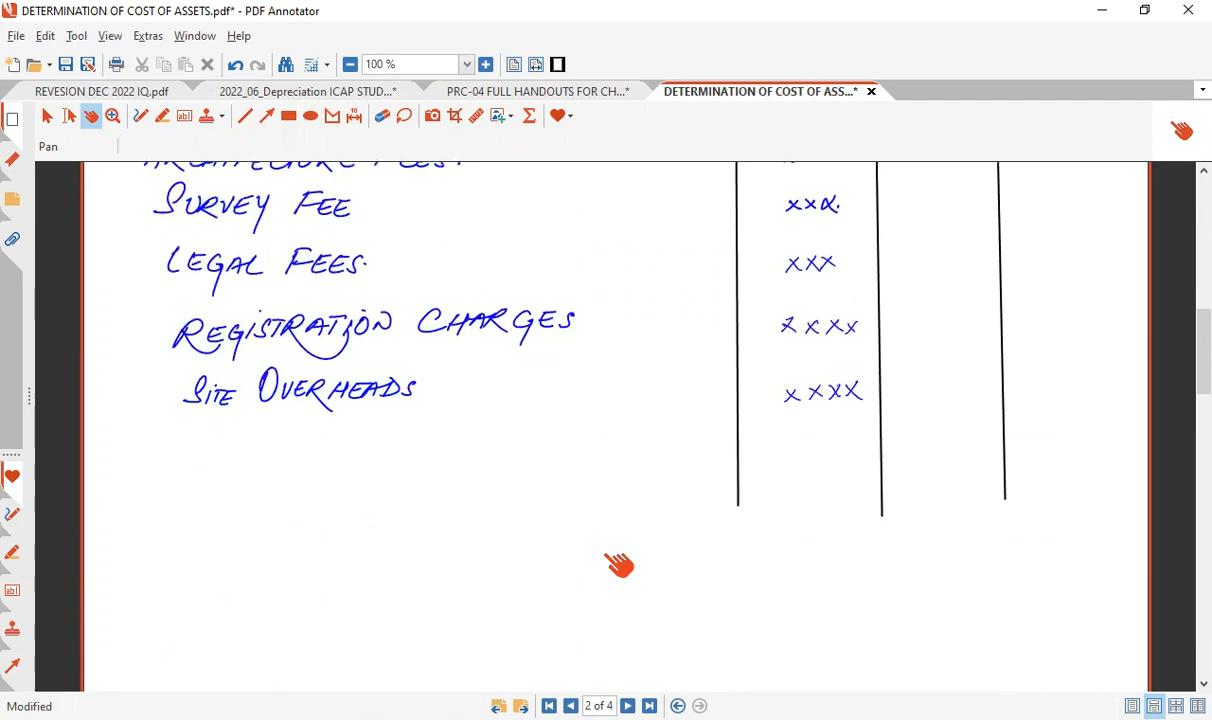 DETERMINATION OF COST OF ASSETS.pdf* - PDF Annotator
File Edit Tool View Extras Window Help
100 %
REVESION DEC 2022 IQ.pdf 2022_06_Depreciation ICAP STUD...* PRC-04 FULL HANDOUTS FOR CH...* DETERMINATION OF COST OF ASS...*
Pan
ARCHITECTURE FEES.
SURVEY FEE xxx.
LEGAL FEES. xxx
REGISTRATION CHARGES xxxx
SITE OVERHEADS xxxx
Modified 2 of 4